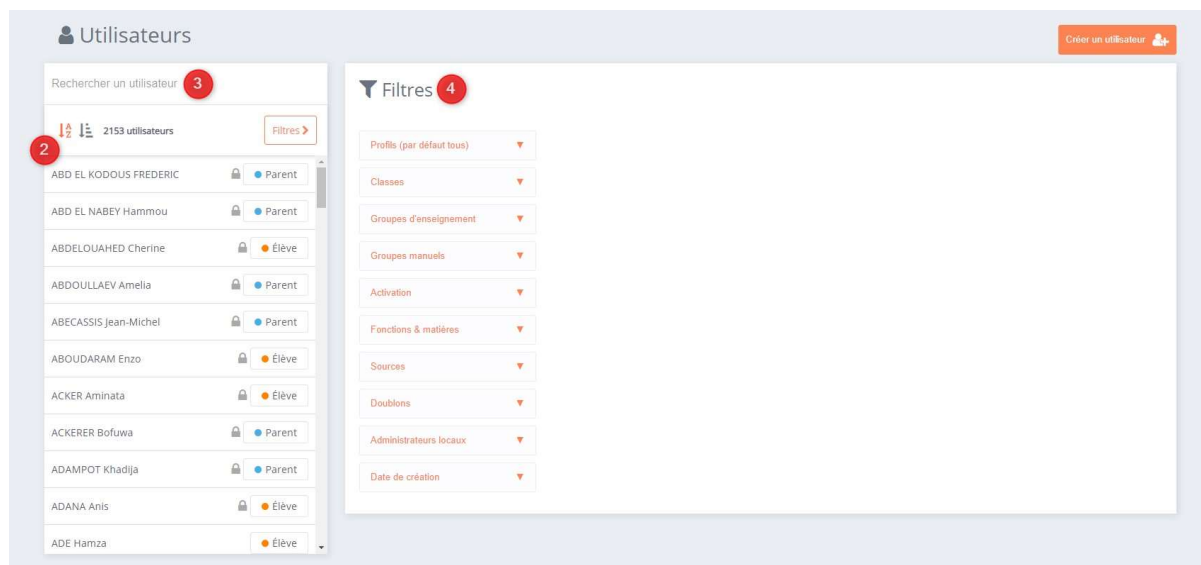 Utilisateurs
Créer un utilisateur
Rechercher un utilisateur 3
A
Z
2153 utilisateurs
Filtres
2
ABD EL KODOUS FREDERIC Parent
ABD EL NABEY Hammou Parent
ABDELOUAHED Cherine Élève
ABDOULLAEV Amelia Parent
ABECASSIS Jean-Michel Parent
ABOUDARAM Enzo Élève
ACKER Aminata Élève
ACKERER Bofuwa Parent
ADAMPOT Khadija Parent
ADANA Anis Élève
ADE Hamza Élève
Filtres 4
Profils (par défaut tous)
Classes
Groupes d'enseignement
Groupes manuels
Activation
Fonctions & matières
Sources
Doublons
Administrateurs locaux
Date de création